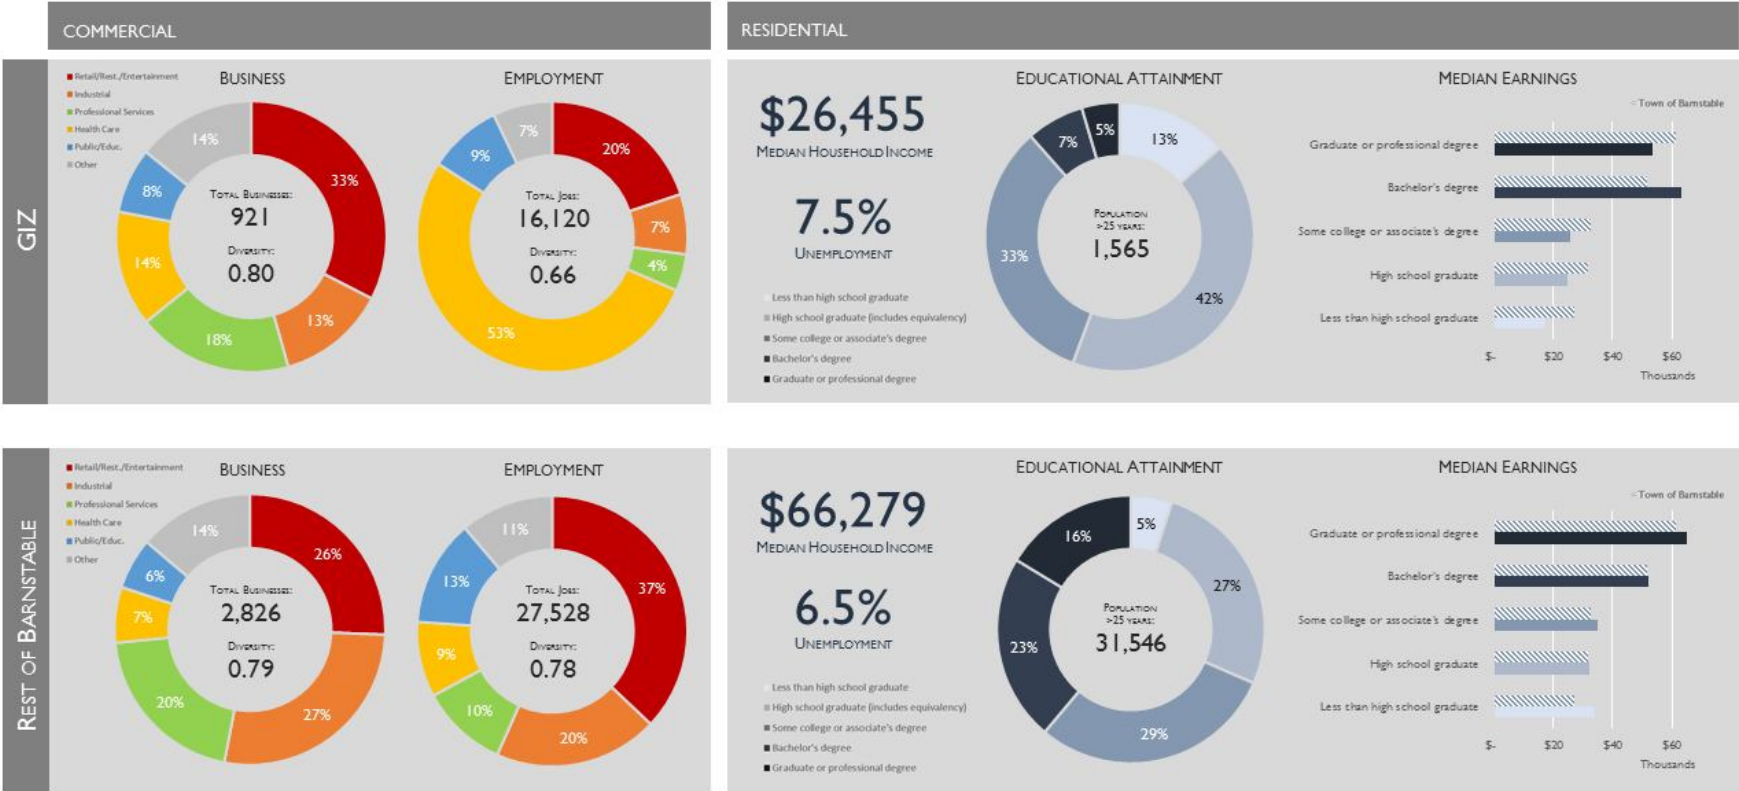 COMMERCIAL
RESIDENTIAL
GIZ
Retail/Rest./Entertainment
Industrial
Professional Services
Health Care
Public/Educ.
Other
BUSINESS
14%
33%
8%
14%
18%
13%
TOTAL BUSINESSES:
921
DIVERSITY:
0.80
EMPLOYMENT
7%
20%
9%
7%
4%
53%
TOTAL JOBS:
16,120
DIVERSITY:
0.66
$26,455
MEDIAN HOUSEHOLD INCOME
7.5%
UNEMPLOYMENT
Less than high school graduate
High school graduate (includes equivalency)
Some college or associate's degree
Bachelor's degree
Graduate or professional degree
EDUCATIONAL ATTAINMENT
5%
13%
7%
33%
42%
POPULATION
>25 YEARS:
1,565
MEDIAN EARNINGS
Town of Barnstable
Graduate or professional degree
Bachelor's degree
Some college or associate's degree
High school graduate
Less than high school graduate
$- $20 $40 $60
Thousands
REST OF BARNSTABLE
Retail/Rest./Entertainment
Industrial
Professional Services
Health Care
Public/Educ.
Other
BUSINESS
14%
26%
6%
7%
20%
27%
TOTAL BUSINESSES:
2,826
DIVERSITY:
0.79
EMPLOYMENT
11%
37%
13%
9%
10%
20%
TOTAL JOBS:
27,528
DIVERSITY:
0.78
$66,279
MEDIAN HOUSEHOLD INCOME
6.5%
UNEMPLOYMENT
Less than high school graduate
High school graduate (includes equivalency)
Some college or associate's degree
Bachelor's degree
Graduate or professional degree
EDUCATIONAL ATTAINMENT
5%
16%
27%
23%
29%
POPULATION
>25 YEARS:
31,546
MEDIAN EARNINGS
Town of Barnstable
Graduate or professional degree
Bachelor's degree
Some college or associate's degree
High school graduate
Less than high school graduate
$- $20 $40 $60
Thousands